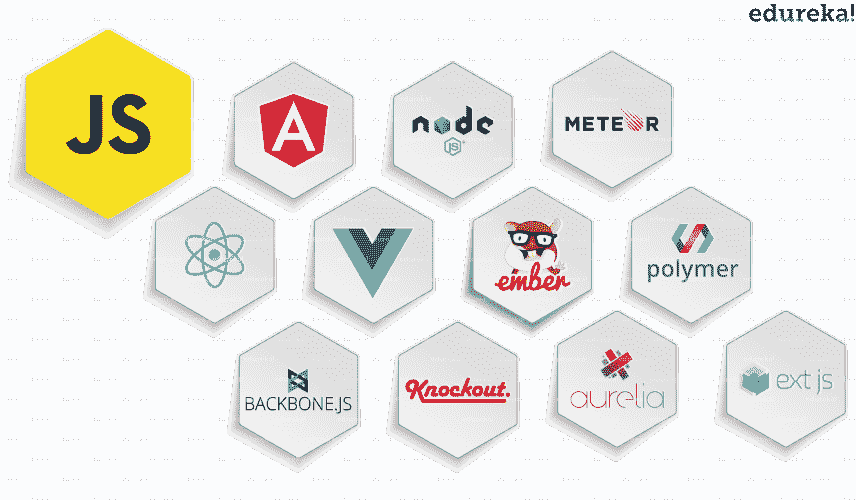 edureka!
JS
A
node
JS
METEOR
ember
polymer
BACKBONE.JS
Knockout.
aurelia
ext js